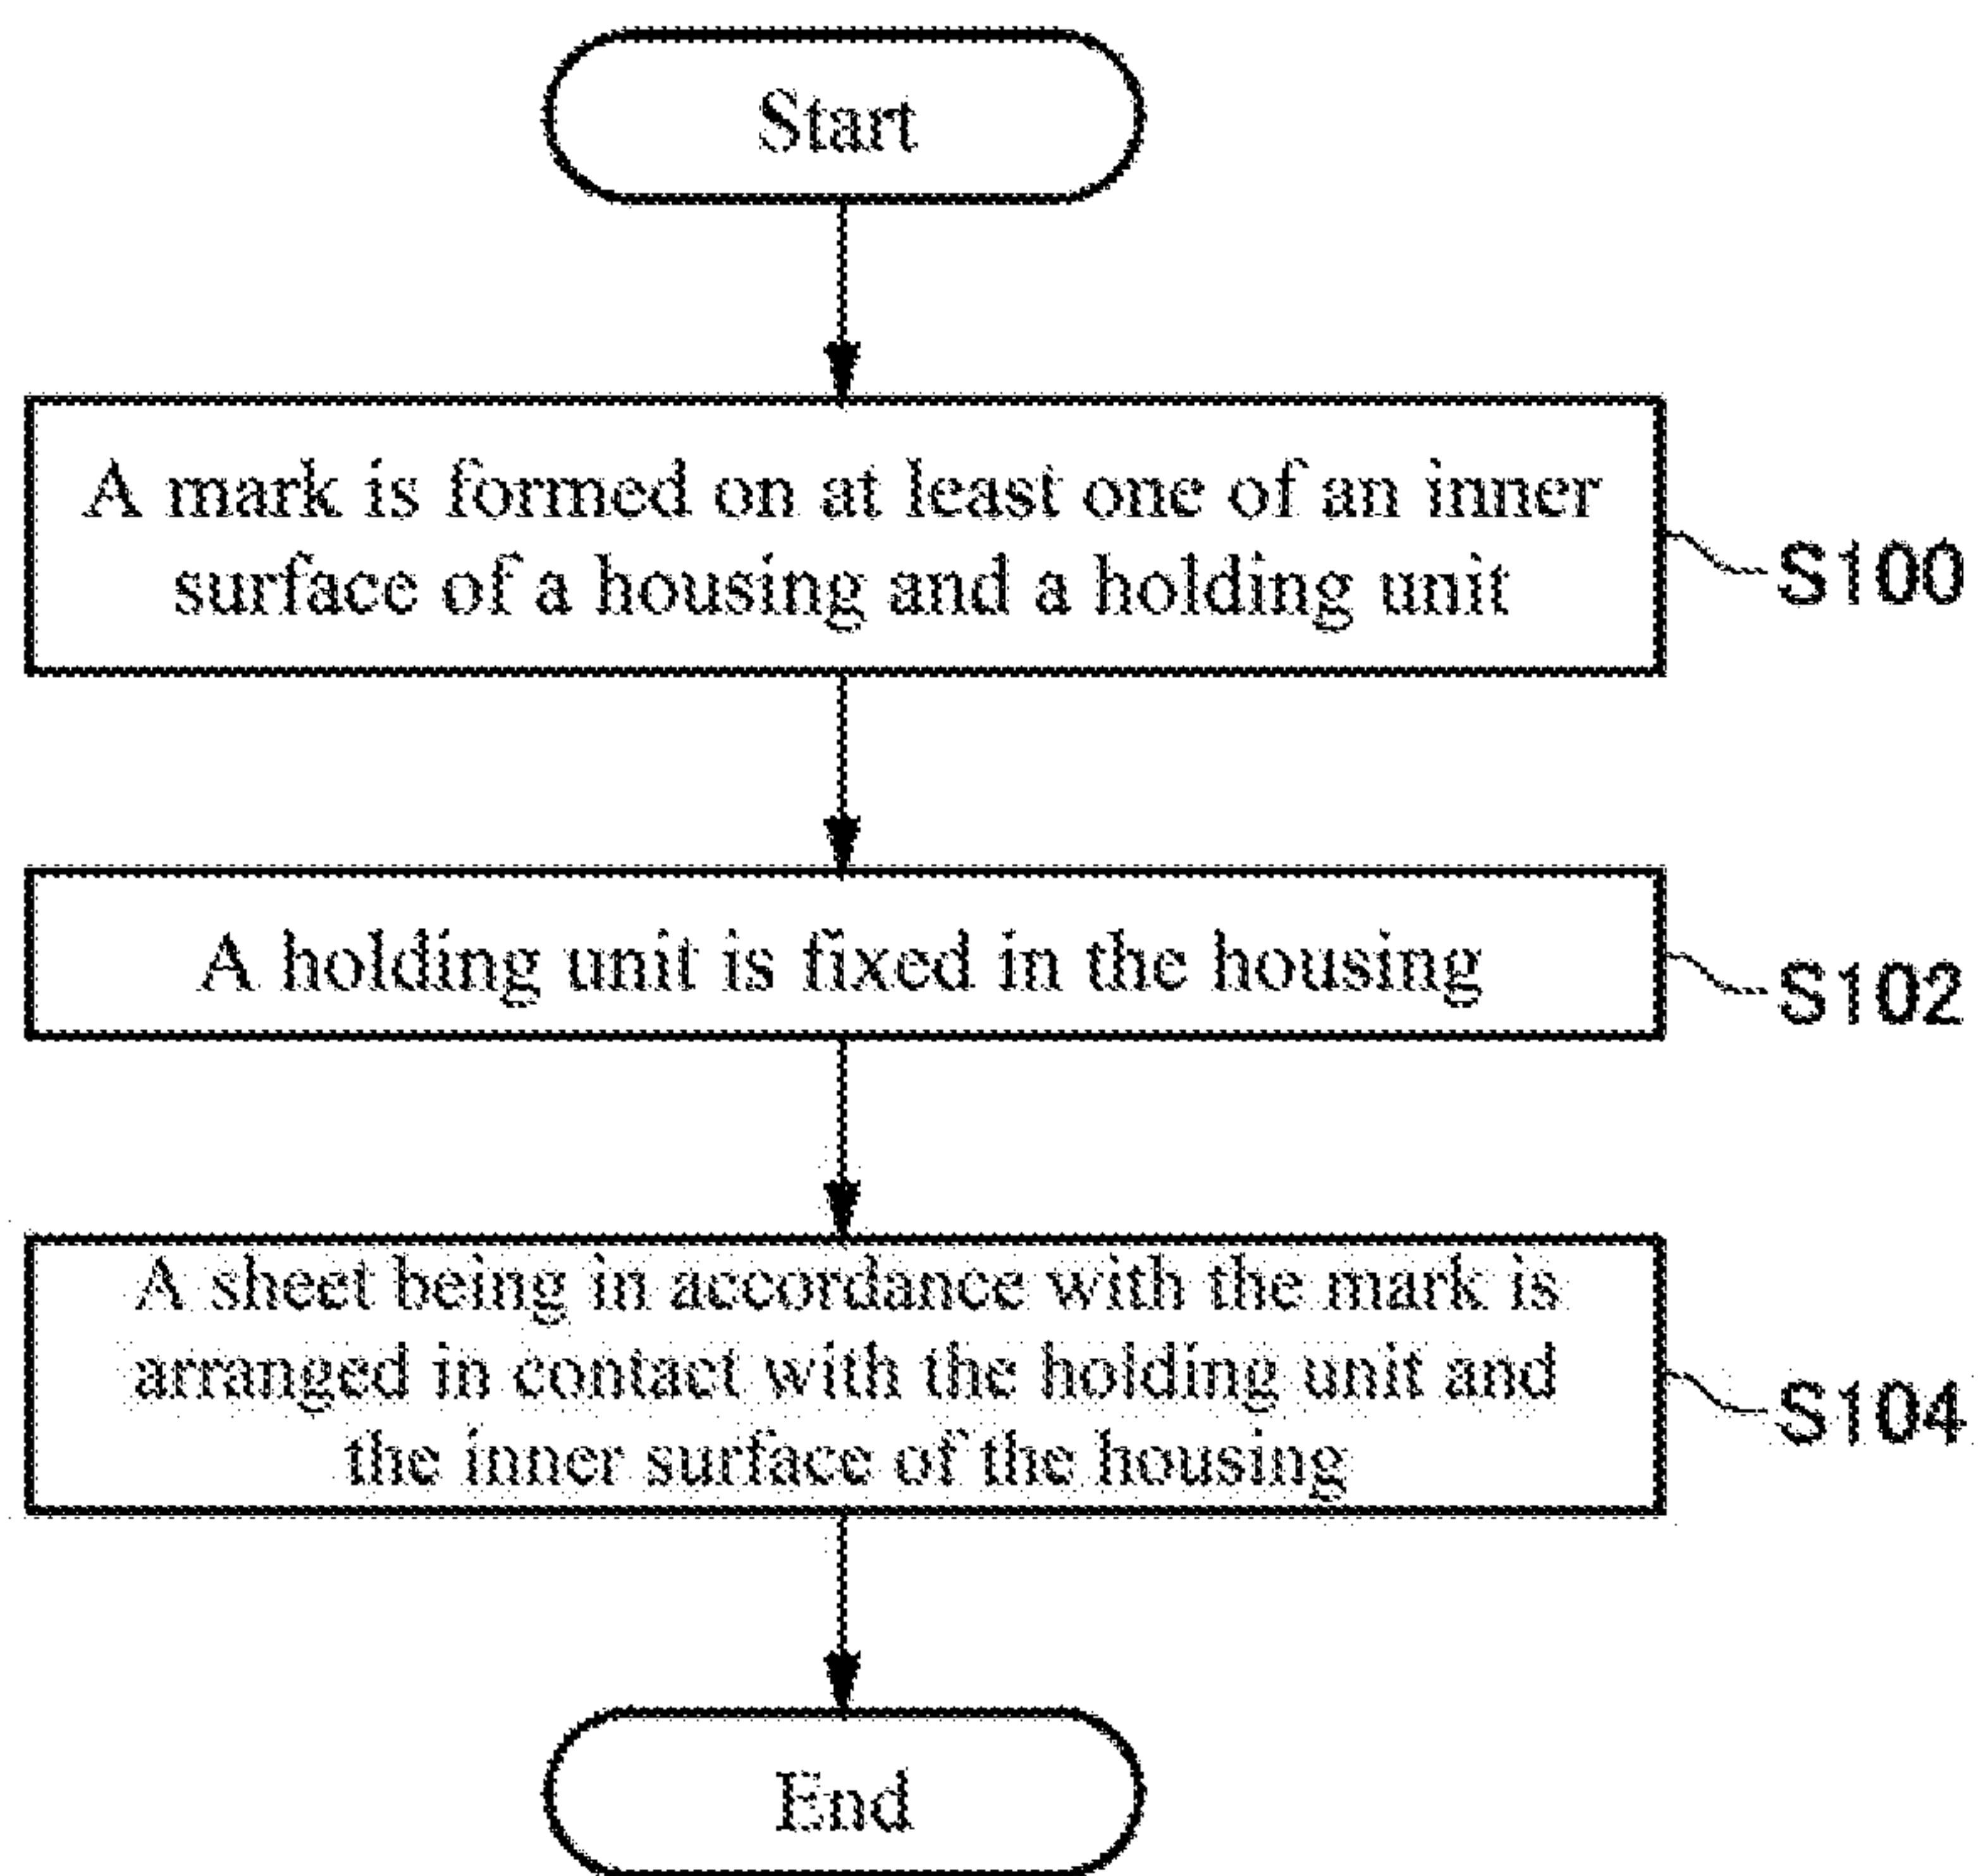 Start
A mark is formed on at least one of an inner
surface of a housing and a holding unit
S100
A holding unit is fixed in the housing
S102
A sheet being in accordance with the mark is
arranged in contact with the holding unit and
the inner surface of the housing
S104
End